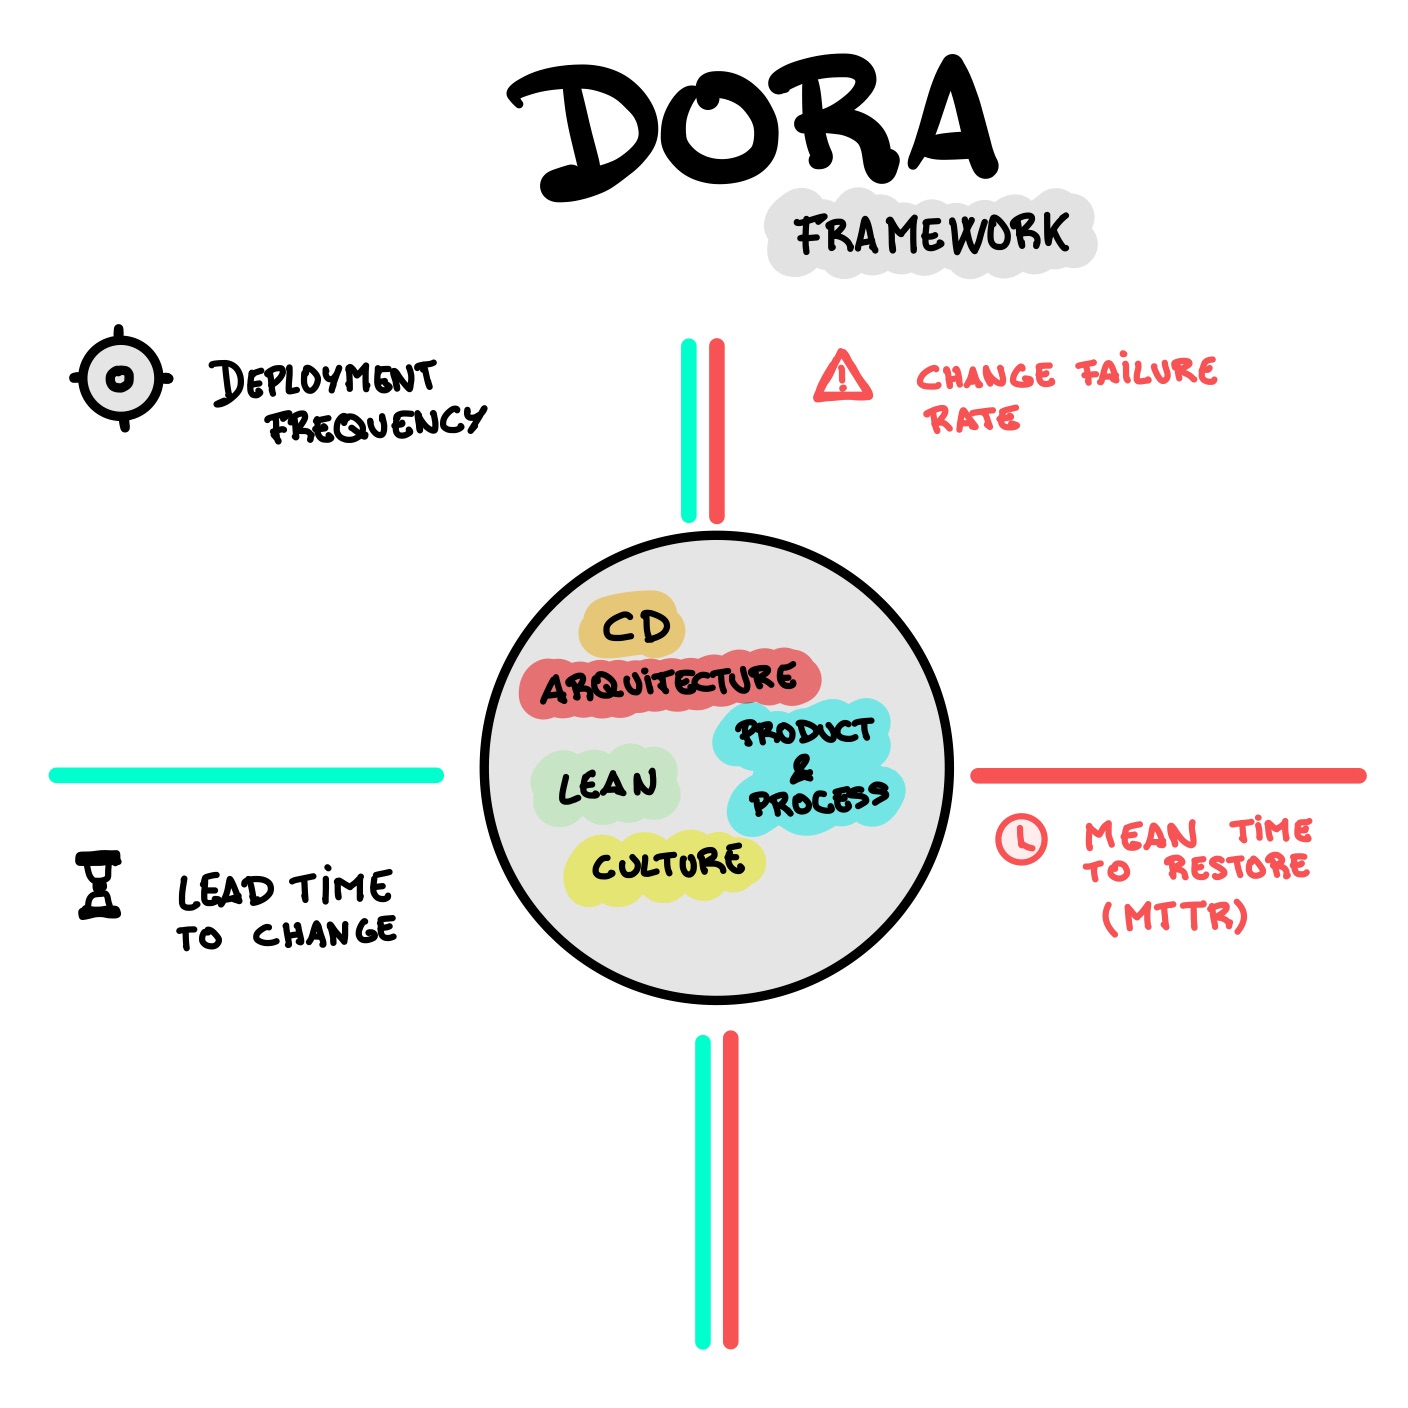 DORA
FRAMEWORK
DEPLOYMENT
FREQUENCY
CHANGE FAiLURE
RATE
CD
ARQUiTECTURE
PRODUCT
&
PROCESS
LEAN
CULTURE
LEAD TiME
TO CHANGE
MEAN TiME
TO RESTORE
(MTTR)